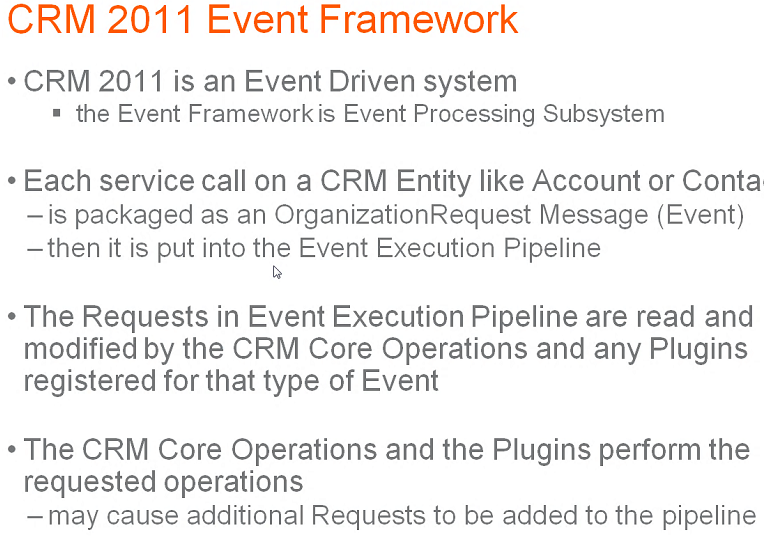 CRM 2011 Event Framework
• CRM 2011 is an Event Driven system
▪ the Event Framework is Event Processing Subsystem
• Each service call on a CRM Entity like Account or Conta
– is packaged as an OrganizationRequest Message (Event)
– then it is put into the Event Execution Pipeline
• The Requests in Event Execution Pipeline are read and
modified by the CRM Core Operations and any Plugins
registered for that type of Event
• The CRM Core Operations and the Plugins perform the
requested operations
– may cause additional Requests to be added to the pipeline